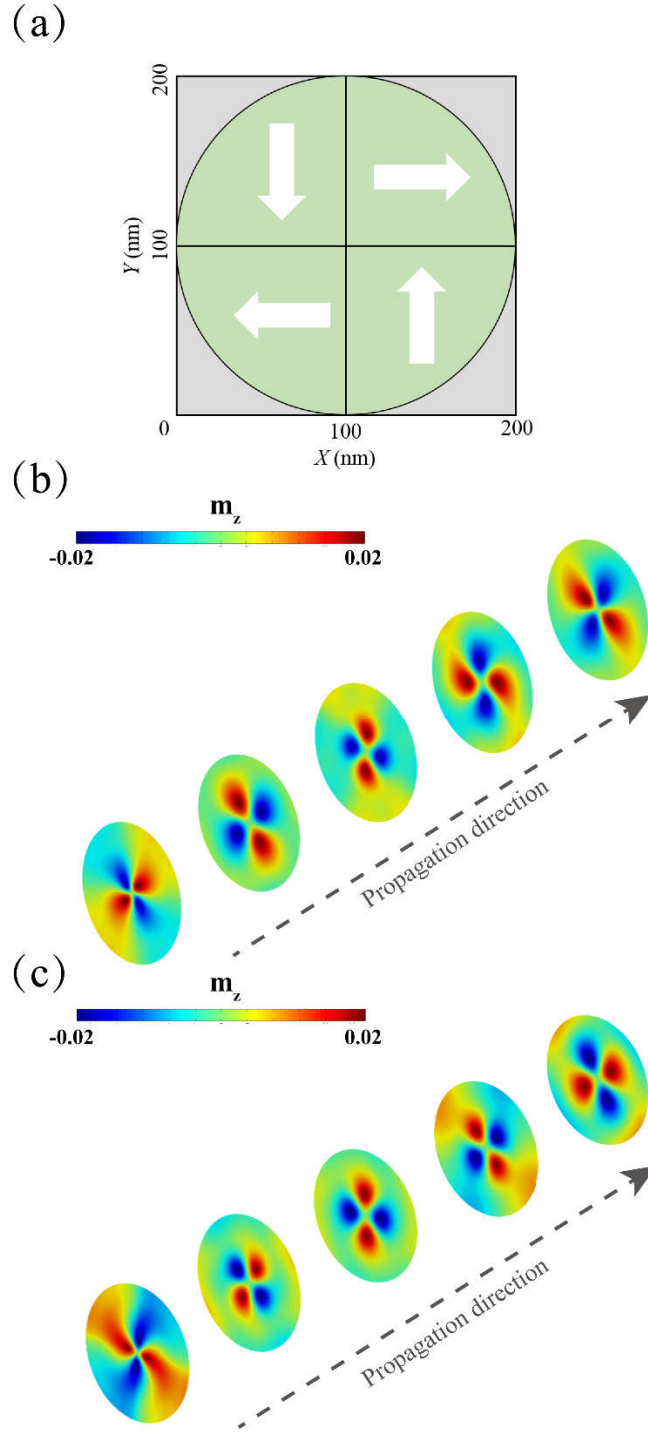 (a)
200
100
Y (nm)
0
100
200
X (nm)
(b)
m_z
-0.02
0.02
Propagation direction
(c)
m_z
-0.02
0.02
Propagation direction